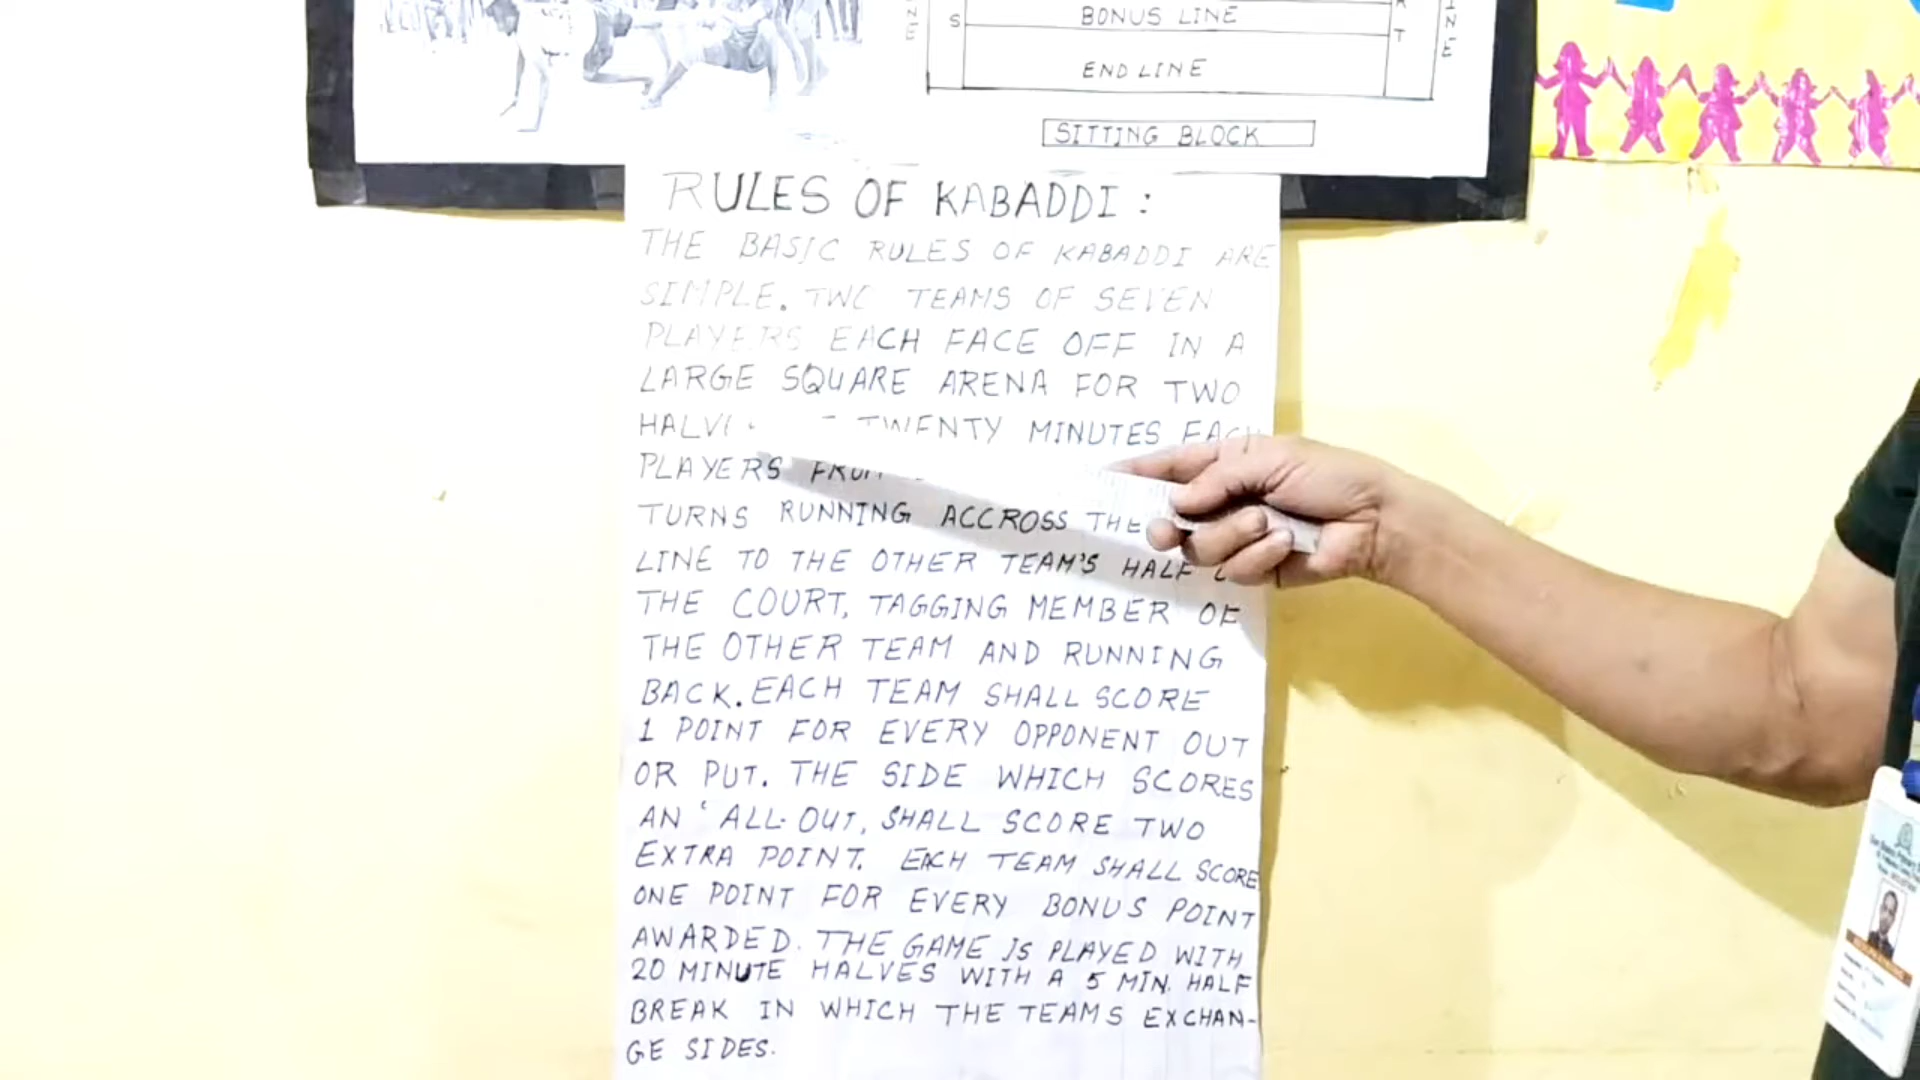 BONUS LINE
END LINE
SITTING BLOCK
RULES OF KABADDI :
THE BASIC RULES OF KABADDI ARE
SIMPLE. TWO TEAMS OF SEVEN
PLAYERS EACH FACE OFF IN A
LARGE SQUARE ARENA FOR TWO
TWENTY MINUTES EACH
PLAYERS FROM
TURNS RUNNING ACCROSS THE
LINE TO THE OTHER TEAM'S HALF
THE COURT, TAGGING MEMBER OF
THE OTHER TEAM AND RUNNING
BACK. EACH TEAM SHALL SCORE
1 POINT FOR EVERY OPPONENT OUT
OR PUT. THE SIDE WHICH SCORES
AN ‘ ALL-OUT, SHALL SCORE TWO
EXTRA POINT. EACH TEAM SHALL SCORE
ONE POINT FOR EVERY BONUS POINT
AWARDED. THE GAME IS PLAYED WITH
20 MINUTE HALVES WITH A 5 MIN. HALF
BREAK IN WHICH THE TEAMS EXCHAN-
GE SIDES.